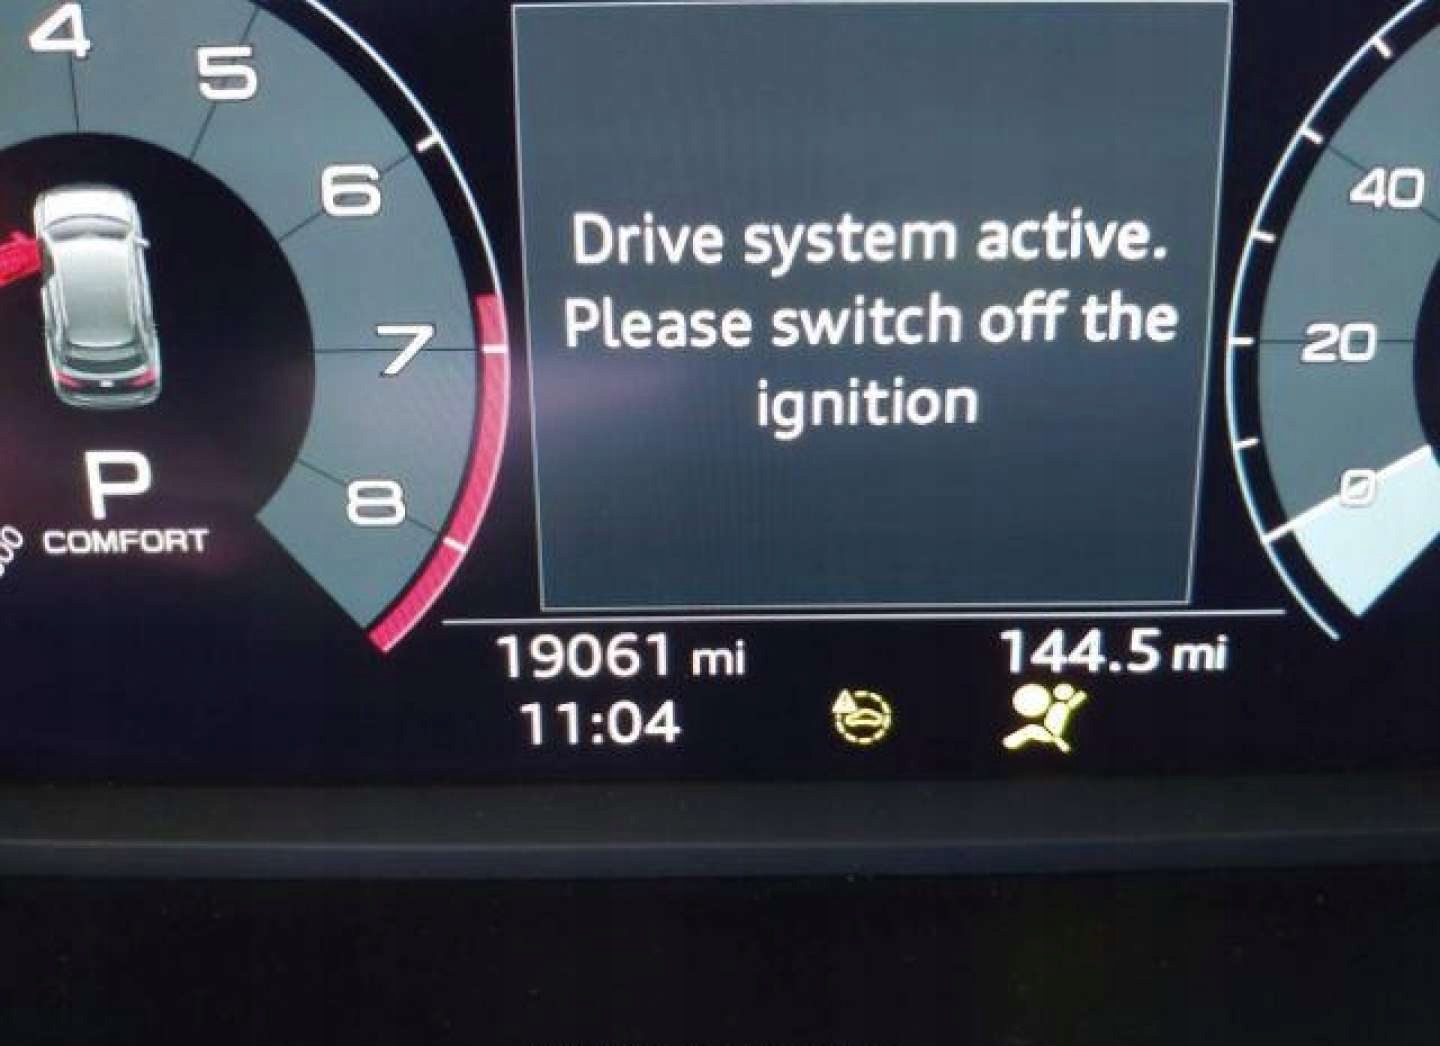 4
5
6
7
8
P
COMFORT
Drive system active.
Please switch off the
ignition
40
20
0
19061 mi
144.5 mi
11:04